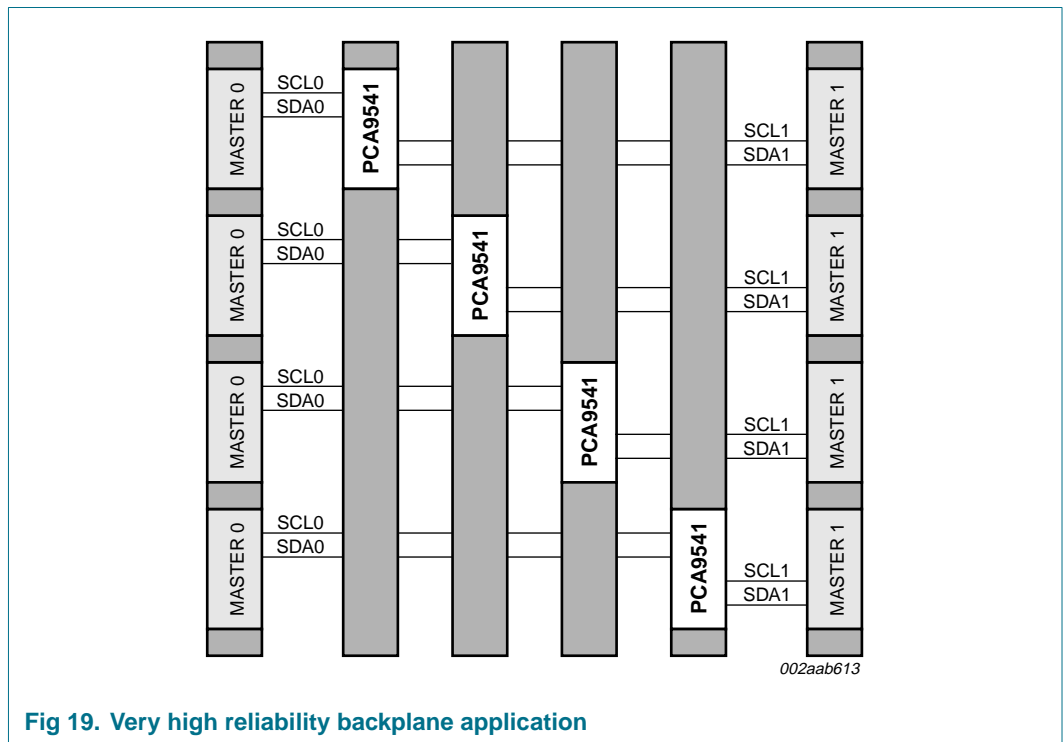 MASTER 0
SCL0
SDA0
PCA9541
SCL1
SDA1
MASTER 1
MASTER 0
SCL0
SDA0
PCA9541
SCL1
SDA1
MASTER 1
MASTER 0
SCL0
SDA0
PCA9541
SCL1
SDA1
MASTER 1
MASTER 0
SCL0
SDA0
PCA9541
SCL1
SDA1
MASTER 1
002aab613
Fig 19. Very high reliability backplane application